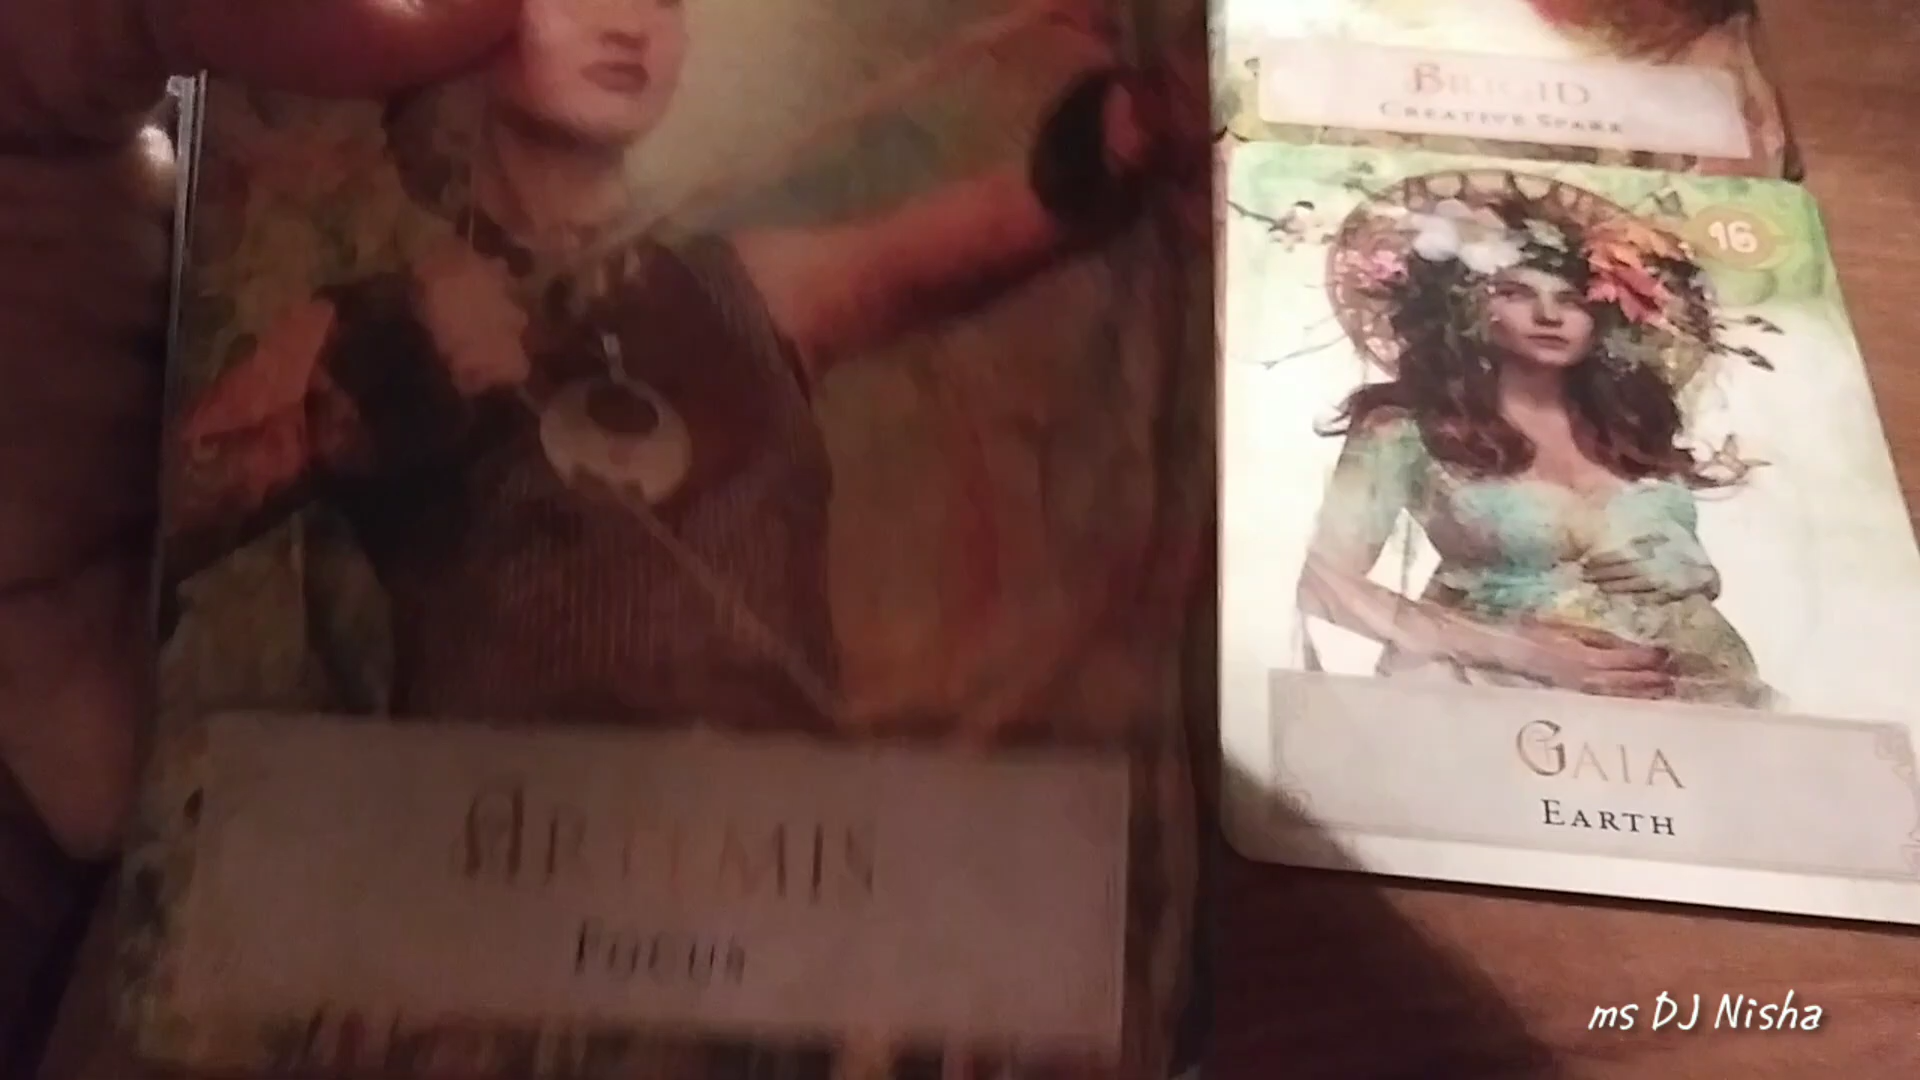 BRIGID
CREATIVE SPARK
16
GAIA
EARTH
ARTEMIS
FOCUS
ms DJ Nisha